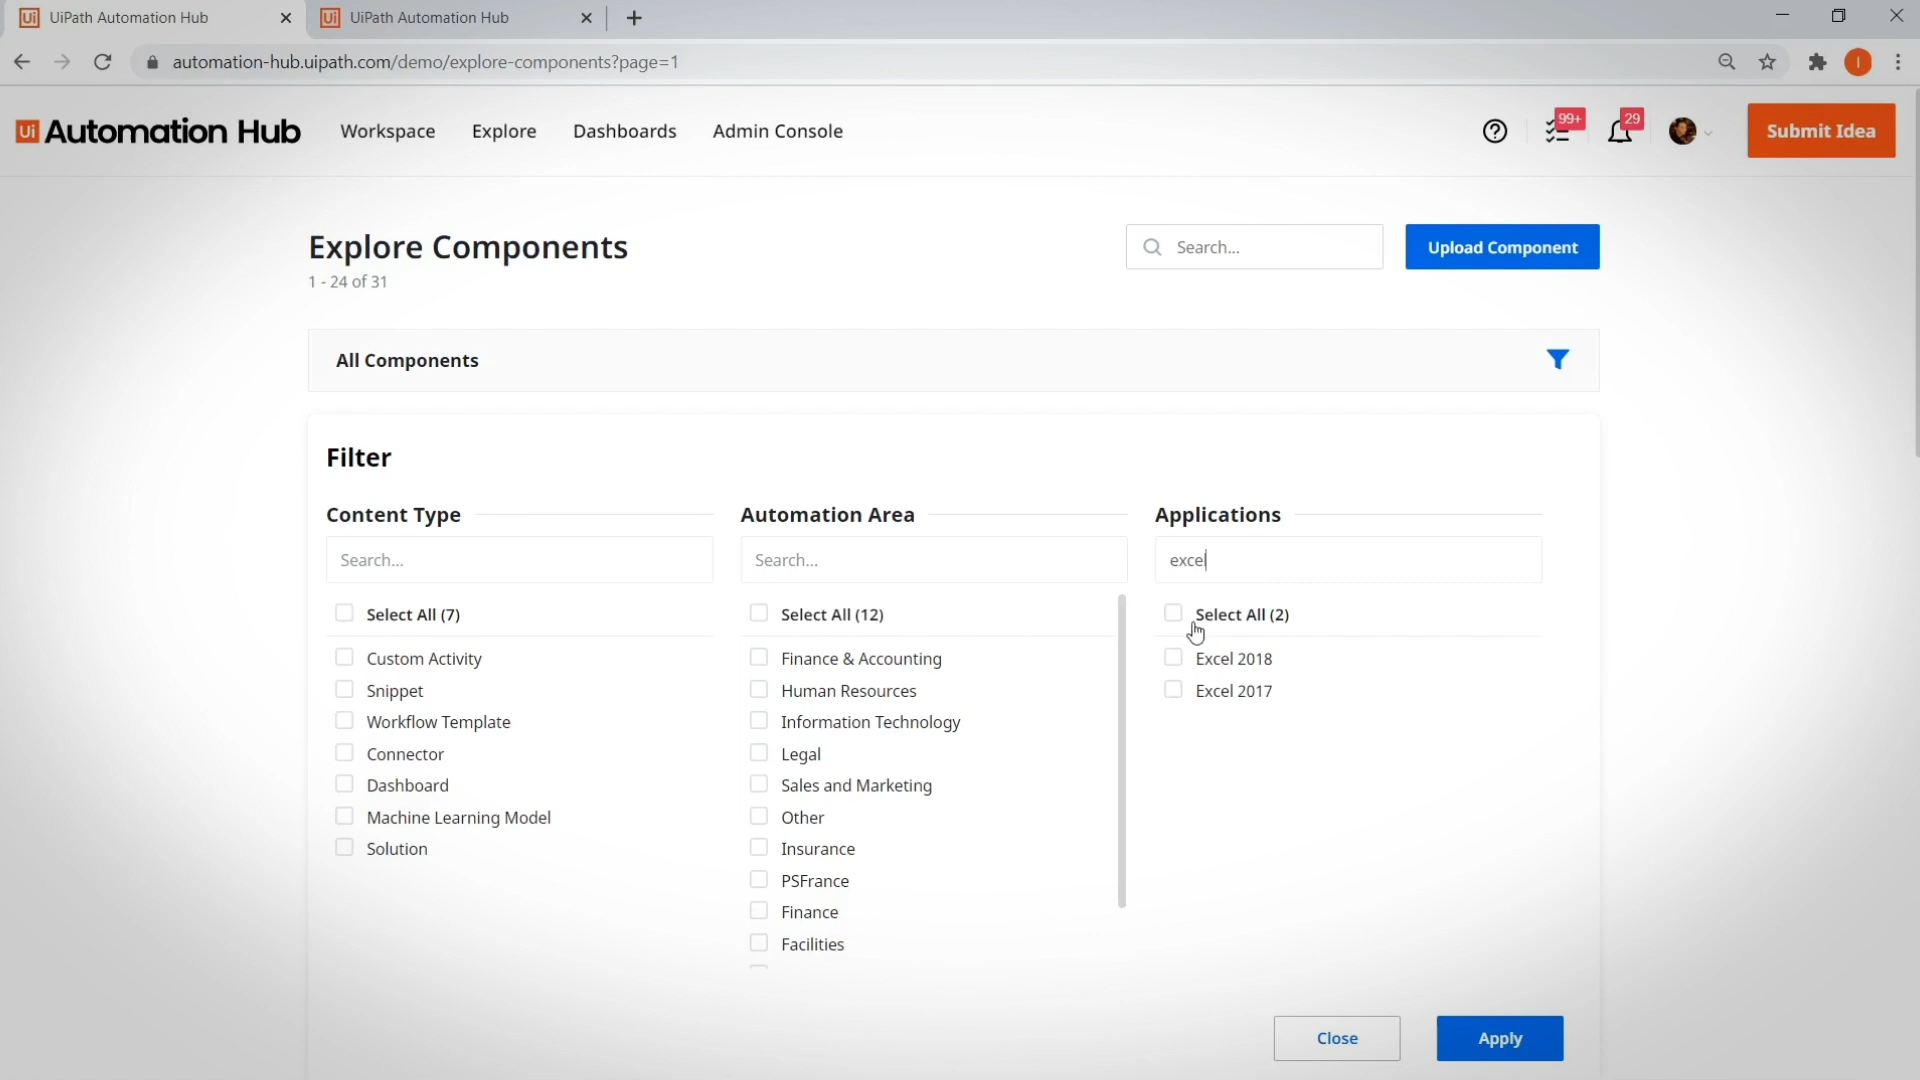 UiPath Automation Hub
UiPath Automation Hub
automation-hub.uipath.com/demo/explore-components?page=1
I
Ui Automation Hub
Workspace
Explore
Dashboards
Admin Console
99+
29
Submit Idea
Explore Components
1 - 24 of 31
Search...
Upload Component
All Components
Filter
Content Type
Search...
Select All (7)
Custom Activity
Snippet
Workflow Template
Connector
Dashboard
Machine Learning Model
Solution
Automation Area
Search...
Select All (12)
Finance & Accounting
Human Resources
Information Technology
Legal
Sales and Marketing
Other
Insurance
PSFrance
Finance
Facilities
Applications
excel
Select All (2)
Excel 2018
Excel 2017
Close
Apply